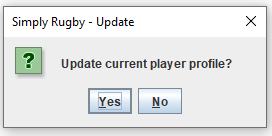 Simply Rugby - Update
Update current player profile?
Yes
No